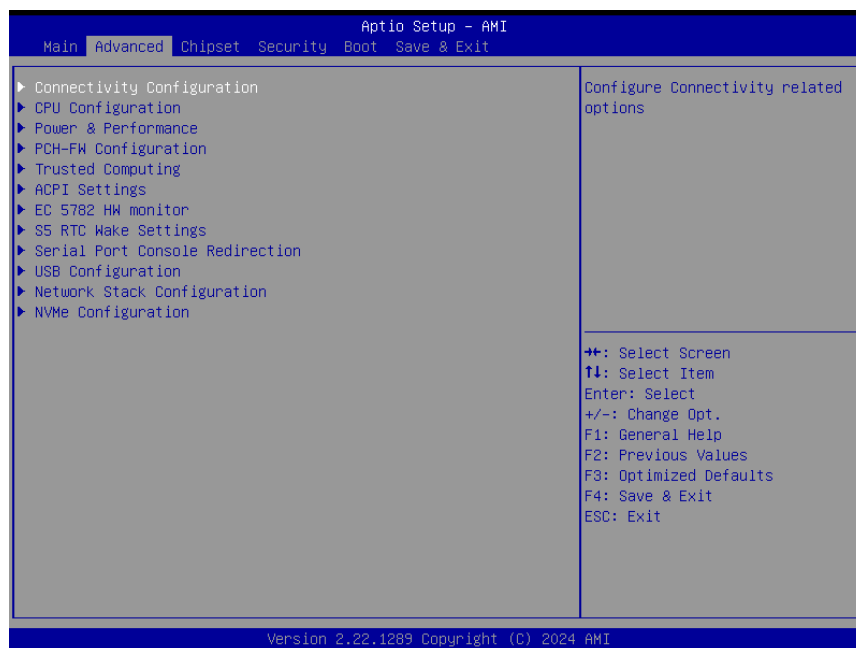 Aptio Setup – AMI
Main Advanced Chipset Security Boot Save & Exit
▶ Connectivity Configuration
▶ CPU Configuration
▶ Power & Performance
▶ PCH-FW Configuration
▶ Trusted Computing
▶ ACPI Settings
▶ EC 5782 HW monitor
▶ S5 RTC Wake Settings
▶ Serial Port Console Redirection
▶ USB Configuration
▶ Network Stack Configuration
▶ NVMe Configuration
Configure Connectivity related
options
→←: Select Screen
↑↓: Select Item
Enter: Select
+/-: Change Opt.
F1: General Help
F2: Previous Values
F3: Optimized Defaults
F4: Save & Exit
ESC: Exit
Version 2.22.1289 Copyright (C) 2024 AMI